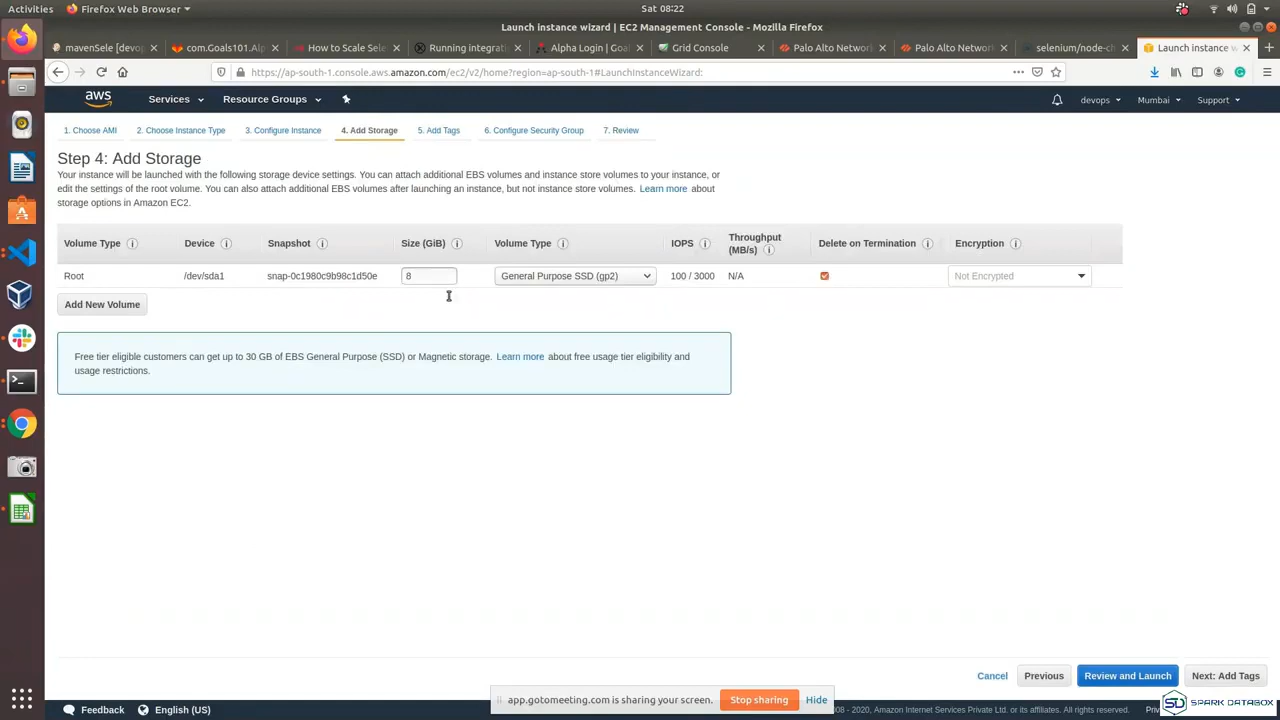 Activities
Firefox Web Browser
Sat 08:22
Launch instance wizard | EC2 Management Console - Mozilla Firefox
mavenSele [devop
com.Goals101.Al
How to Scale Sele
Running integrati
Alpha Login | Goal
Grid Console
Palo Alto Network
Palo Alto Network
selenium/node-ch
Launch instance w
https://ap-south-1.console.aws.amazon.com/ec2/v2/home?region=ap-south-1#LaunchInstanceWizard:
aws
Services
Resource Groups
devops
Mumbai
Support
1. Choose AMI
2. Choose Instance Type
3. Configure Instance
4. Add Storage
5. Add Tags
6. Configure Security Group
7. Review
Step 4: Add Storage
Your instance will be launched with the following storage device settings. You can attach additional EBS volumes and instance store volumes to your instance, or
edit the settings of the root volume. You can also attach additional EBS volumes after launching an instance, but not instance store volumes. Learn more about
storage options in Amazon EC2.
Volume Type
Device
Snapshot
Size (GiB)
Volume Type
IOPS
Throughput
(MB/s)
Delete on Termination
Encryption
Root
/dev/sda1
snap-0c1980c9b98c1d50e
8
General Purpose SSD (gp2)
100 / 3000
N/A
Not Encrypted
Add New Volume
Free tier eligible customers can get up to 30 GB of EBS General Purpose (SSD) or Magnetic storage. Learn more about free usage tier eligibility and
usage restrictions.
Cancel
Previous
Review and Launch
Next: Add Tags
app.gotomeeting.com is sharing your screen.
Stop sharing
Hide
Feedback
English (US)
08 - 2020, Amazon Internet Services Private Ltd. or its affiliates. All rights reserved.
SPARK DATABOX